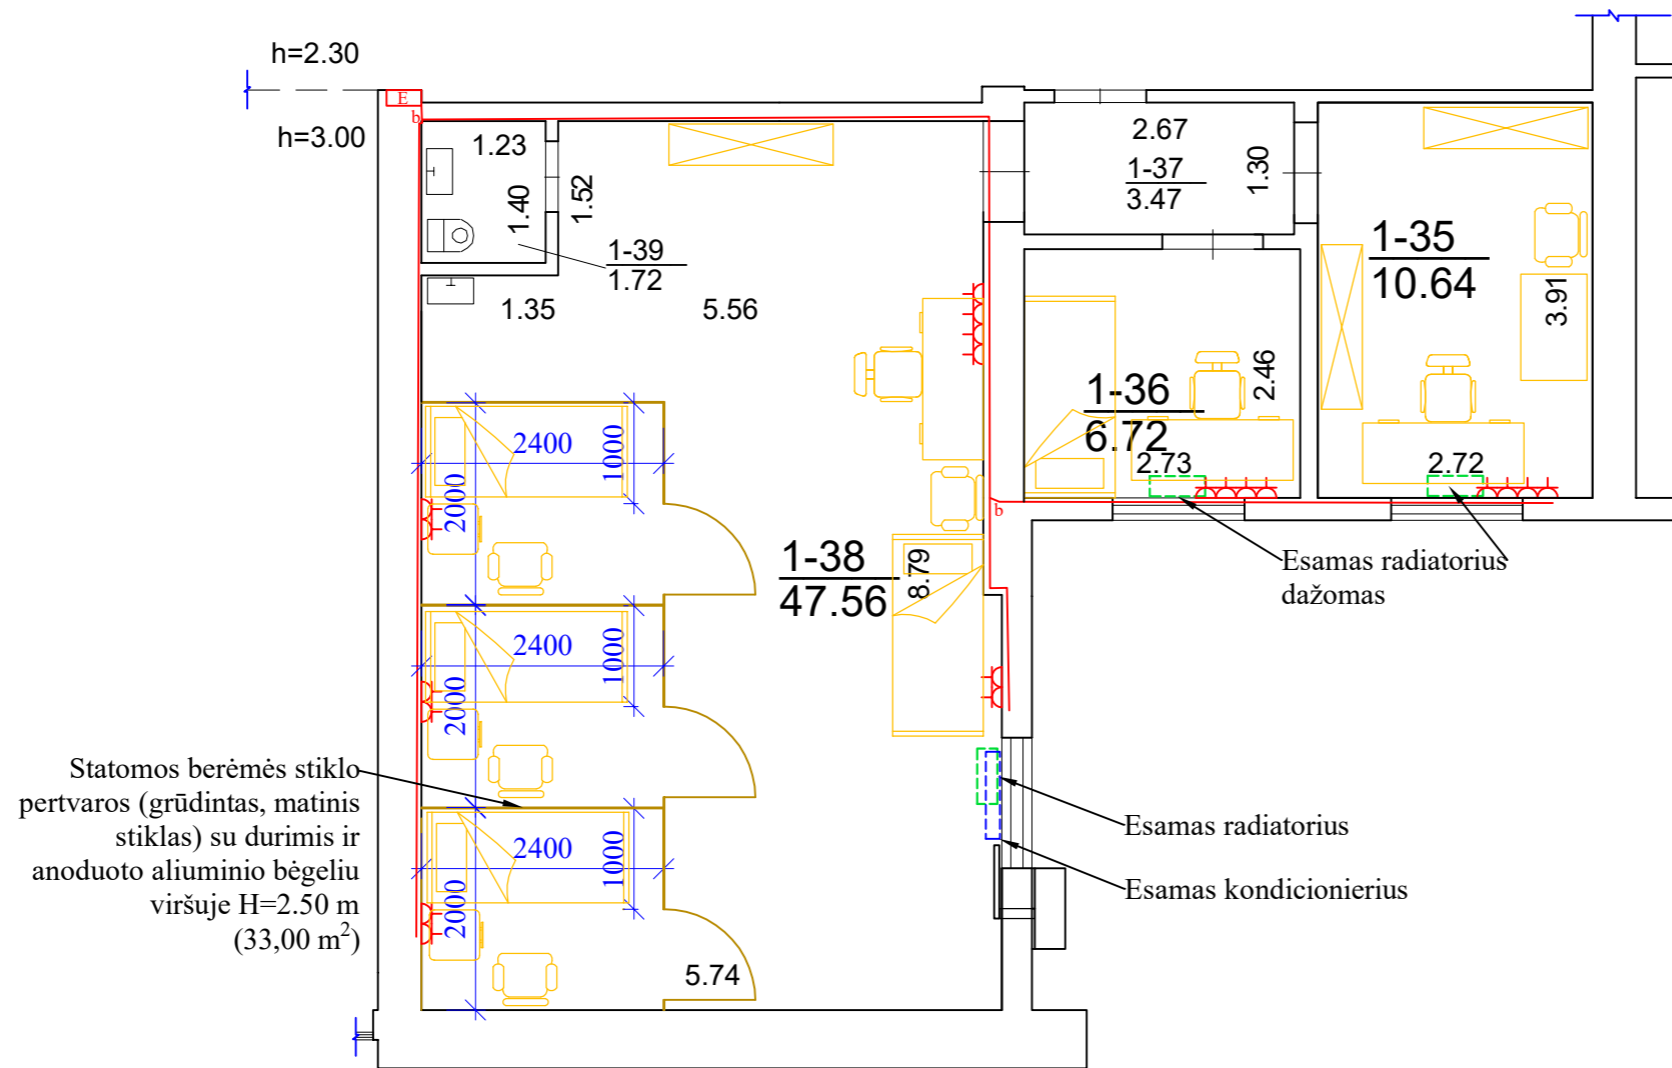 h=2.30
E
b
h=3.00
1.23
1.40
1.52
1-39
1.72
1.35
5.56
2.67
1-37
3.47
1.30
1-35
10.64
3.91
1-36
6.72
2.46
2.73
2.72
b
2400
1000
2000
1-38
47.56
8.79
Esamas radiatorius
dažomas
2400
1000
2000
Statomos berėmės stiklo
pertvaros (grūdintas, matinis
stiklas) su durimis ir
anoduoto aliuminio bėgeliu
viršuje H=2.50 m
(33,00 m²)
2400
1000
2000
5.74
Esamas radiatorius
Esamas kondicionierius